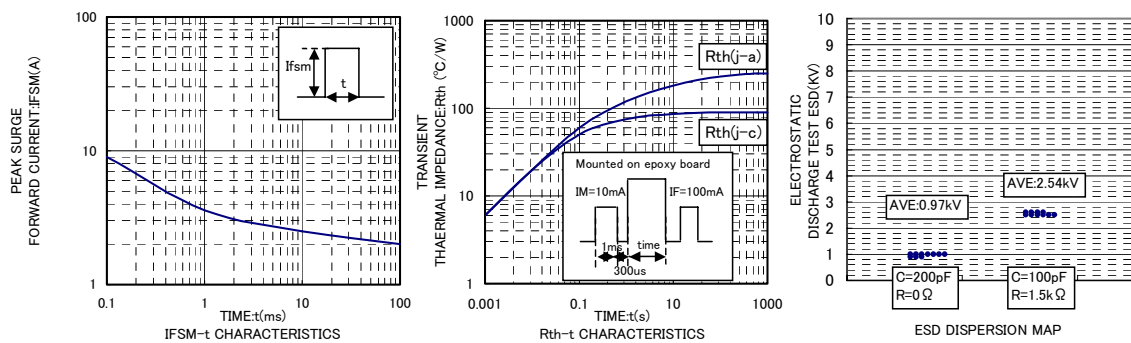 PEAK SURGE
FORWARD CURRENT:IFSM(A)
100
10
1
Ifsm
t
0.1 1 10 100
TIME:t(ms)
IFSM-t CHARACTERISTICS
TRANSIENT
THAERMAL IMPEDANCE:Rth (℃/W)
1000
100
10
1
Rth(j-a)
Rth(j-c)
Mounted on epoxy board
IM=10mA IF=100mA
1ms time
300us
0.001 0.1 10 1000
TIME:t(s)
Rth-t CHARACTERISTICS
ELECTROSTATIC
DISCHARGE TEST ESD(KV)
10
9
8
7
6
5
4
3
2
1
0
AVE:0.97kV
AVE:2.54kV
C=200pF
R=0Ω
C=100pF
R=1.5kΩ
ESD DISPERSION MAP